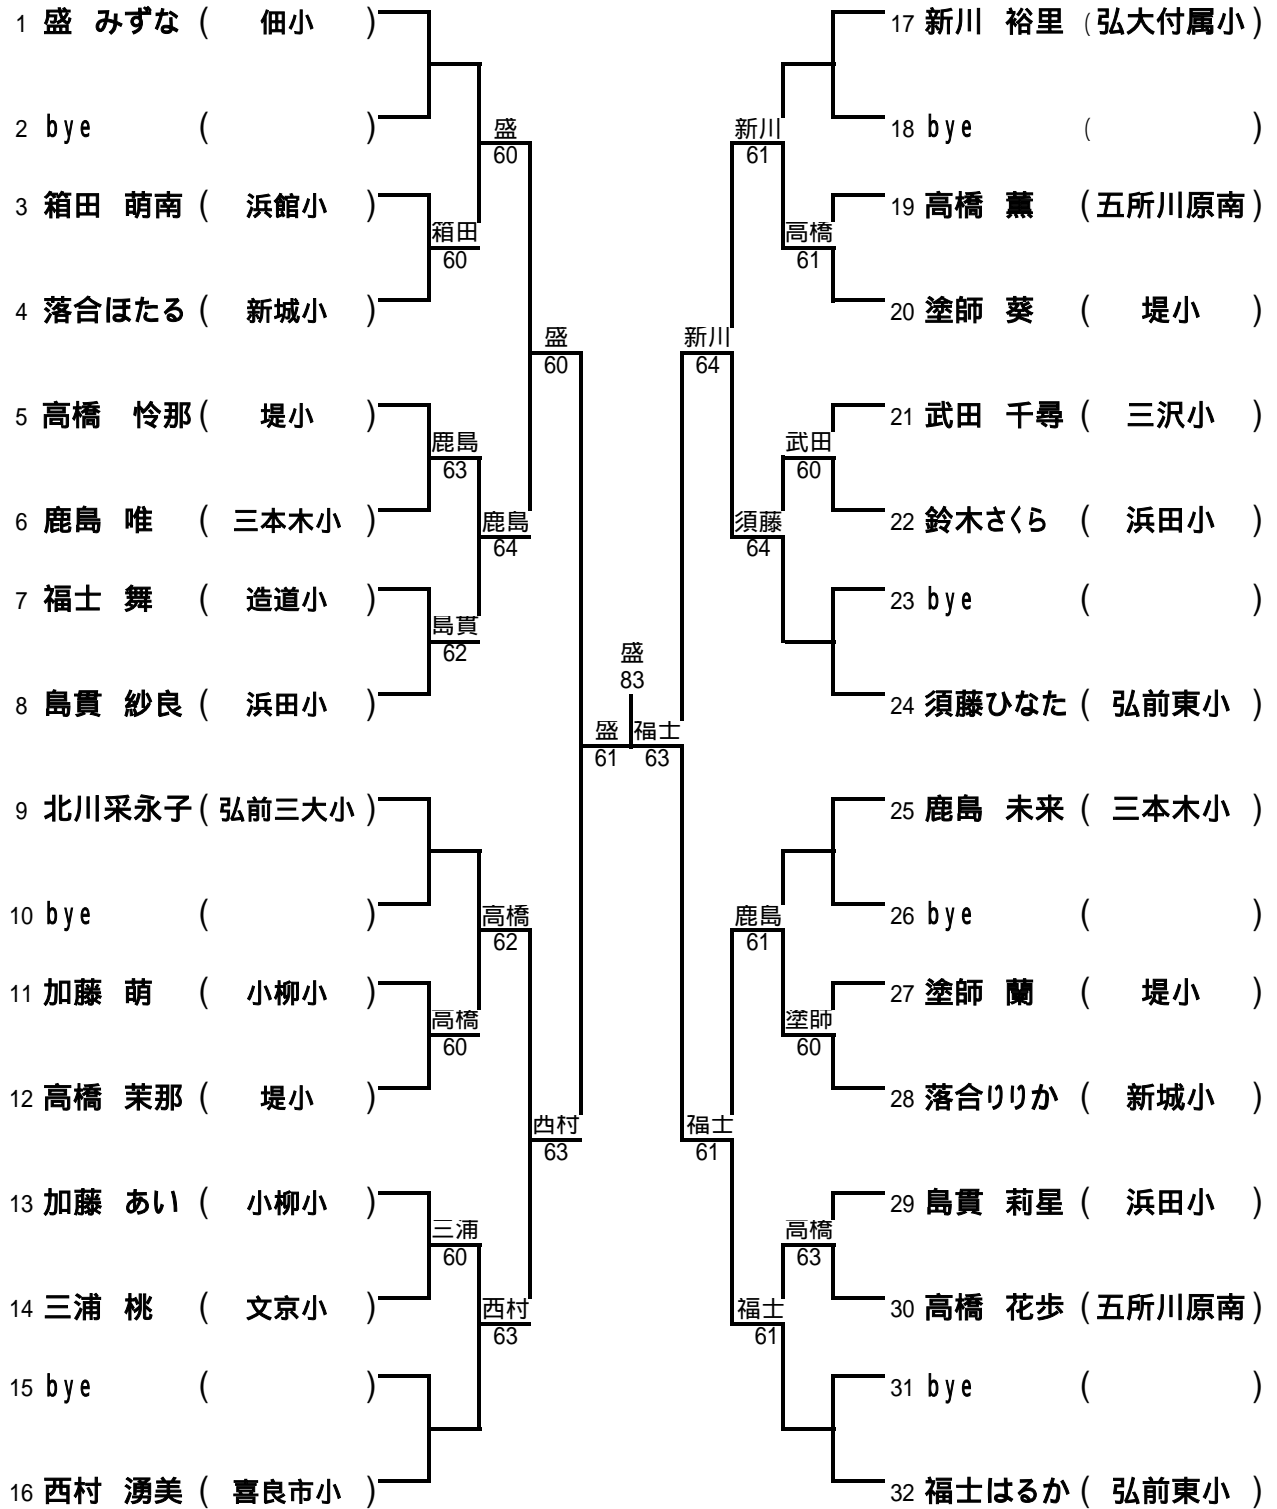 1 盛 みずな ( 佃小 )
2 bye ( )
3 箱田 萌南 ( 浜館小 )
4 落合ほたる ( 新城小 )
5 高橋 怜那 ( 堤小 )
6 鹿島 唯 ( 三本木小 )
7 福士 舞 ( 造道小 )
8 島貫 紗良 ( 浜田小 )
9 北川采永子 ( 弘前三大小 )
10 bye ( )
11 加藤 萌 ( 小柳小 )
12 高橋 茉那 ( 堤小 )
13 加藤 あい ( 小柳小 )
14 三浦 桃 ( 文京小 )
15 bye ( )
16 西村 湧美 ( 喜良市小 )
箱田
60
鹿島
63
島貫
62
高橋
60
三浦
60
盛
60
鹿島
64
高橋
62
西村
63
盛
60
西村
63
盛
61
盛
83
福士
63
新川
64
福士
61
新川
61
須藤
64
鹿島
61
福士
61
高橋
61
武田
60
塗師
60
高橋
63
17 新川 裕里 ( 弘大付属小 )
18 bye ( )
19 高橋 薫 ( 五所川原南 )
20 塗師 葵 ( 堤小 )
21 武田 千尋 ( 三沢小 )
22 鈴木さくら ( 浜田小 )
23 bye ( )
24 須藤ひなた ( 弘前東小 )
25 鹿島 未来 ( 三本木小 )
26 bye ( )
27 塗師 蘭 ( 堤小 )
28 落合りりか ( 新城小 )
29 島貫 莉星 ( 浜田小 )
30 高橋 花歩 ( 五所川原南 )
31 bye ( )
32 福士はるか ( 弘前東小 )